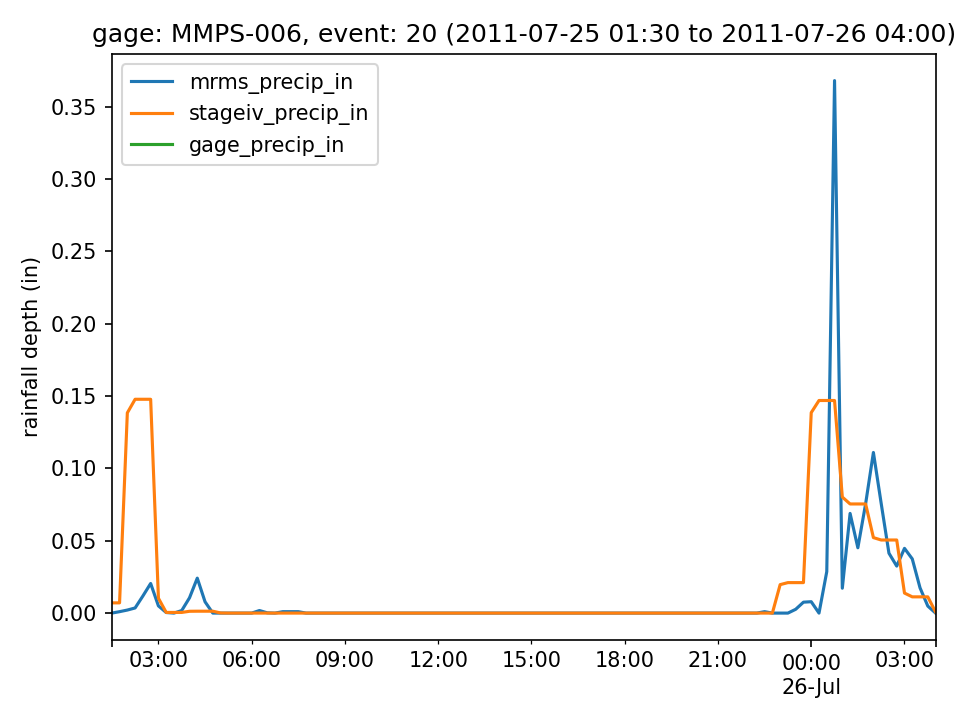 gage: MMPS-006, event: 20 (2011-07-25 01:30 to 2011-07-26 04:00)
mrms_precip_in
stageiv_precip_in
gage_precip_in
rainfall depth (in)
0.35
0.30
0.25
0.20
0.15
0.10
0.05
0.00
03:00 06:00 09:00 12:00 15:00 18:00 21:00 00:00 03:00
26-Jul